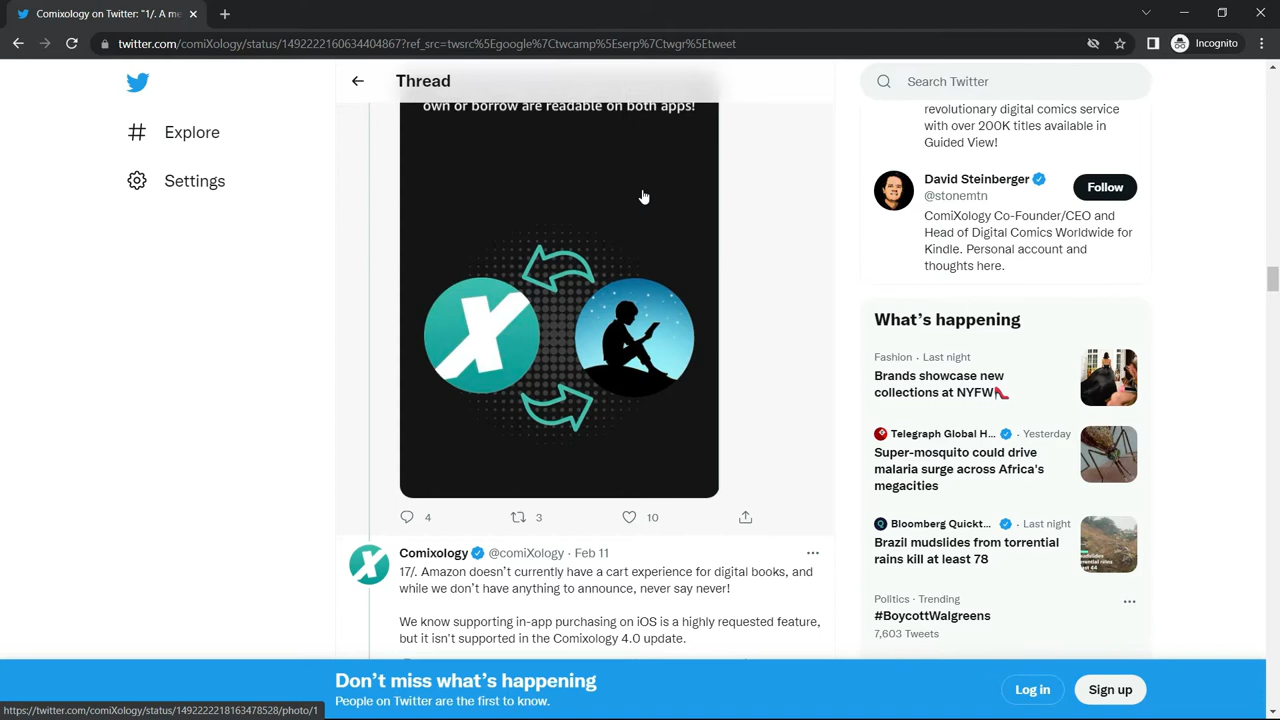 Comixology on Twitter: "1/. A me
Incognito
twitter.com/comiXology/status/1492222160634404867?ref_src=twsrc%5Egoogle%7Ctwcamp%5Eserp%7Ctwgr%5Etweet
Explore
Settings
Thread
own or borrow are readable on both apps!
4
3
10
Comixology @comiXology · Feb 11
17/. Amazon doesn't currently have a cart experience for digital books, and
while we don't have anything to announce, never say never!
We know supporting in-app purchasing on iOS is a highly requested feature,
but it isn't supported in the Comixology 4.0 update.
Search Twitter
revolutionary digital comics service
with over 200K titles available in
Guided View!
David Steinberger
@stonemtn
Follow
ComiXology Co-Founder/CEO and
Head of Digital Comics Worldwide for
Kindle. Personal account and
thoughts here.
What's happening
Fashion · Last night
Brands showcase new
collections at NYFW👠
Telegraph Global H... · Yesterday
Super-mosquito could drive
malaria surge across Africa's
megacities
Bloomberg Quickt... · Last night
Brazil mudslides from torrential
rains kill at least 78
Politics · Trending
#BoycottWalgreens
7,603 Tweets
Don't miss what's happening
People on Twitter are the first to know.
Log in
Sign up
https://twitter.com/comiXology/status/1492222218163478528/photo/1